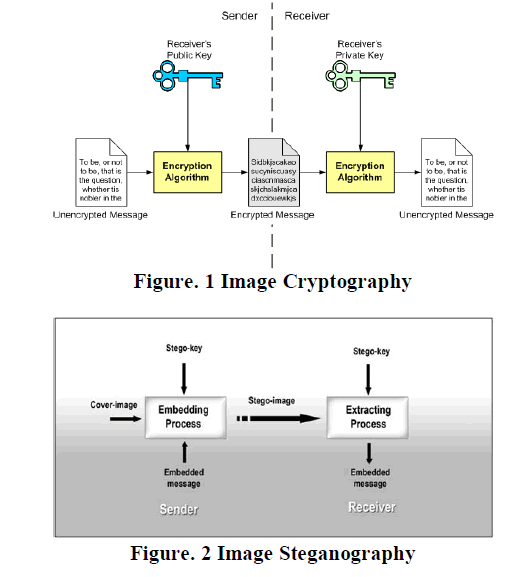 Sender
Receiver
Receiver's
Public Key
Receiver's
Private Key
To be, or not
to be, that is
the question,
whether tis
nobler in the
Unencrypted Message
Encryption
Algorithm
Sidbkjacakao
sucyniscuasy
ciascnmasca
skjchslakmjca
dxcciouewkjs
Encrypted Message
Encryption
Algorithm
To be, or not
to be, that is
the question,
whether tis
nobler in the
Unencrypted Message
Figure. 1 Image Cryptography
Stego-key
Stego-key
Cover-image
Embedding
Process
Stego-image
Extracting
Process
Embedded
message
Embedded
message
Sender
Receiver
Figure. 2 Image Steganography